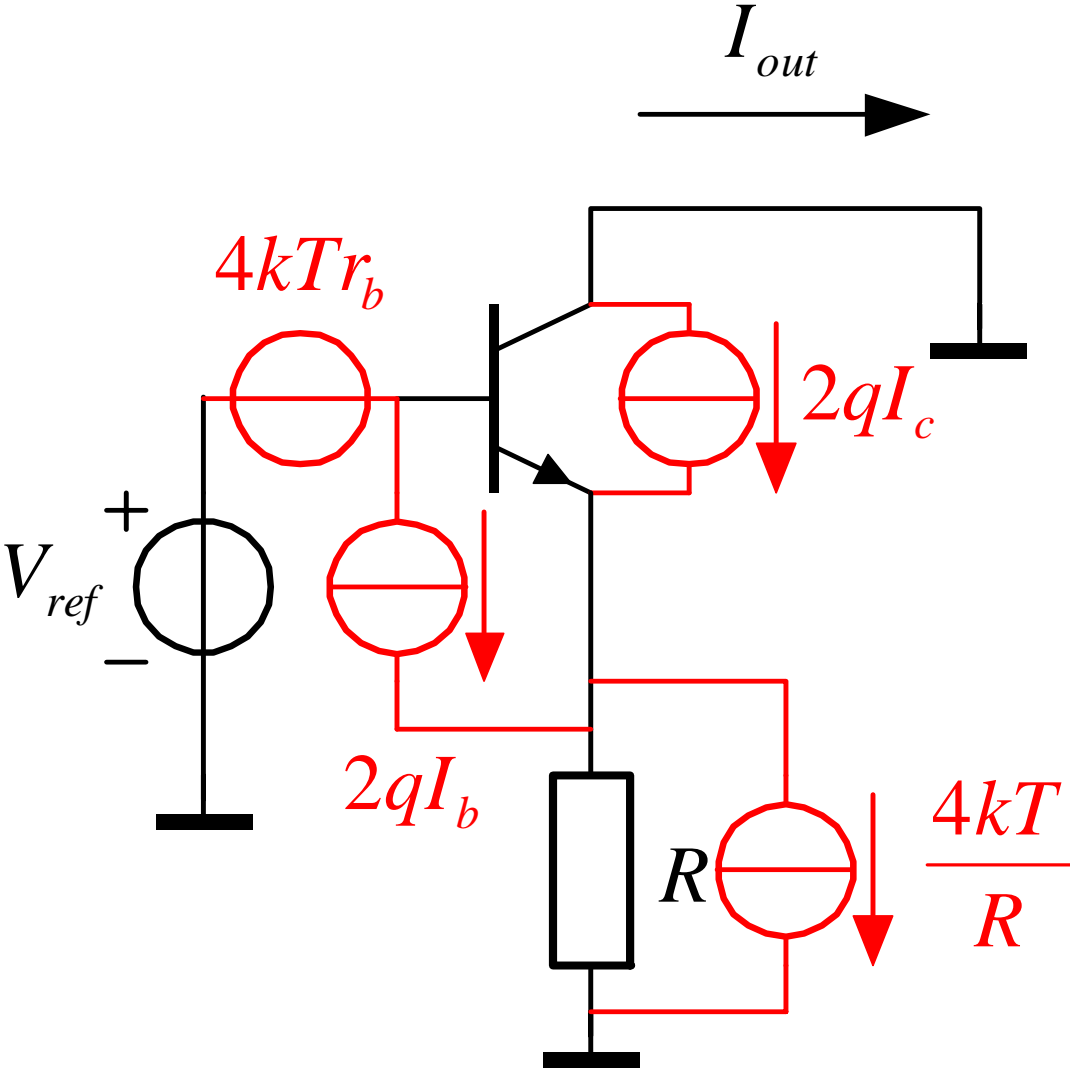 I_out
4kTr_b
2qI_c
+
V_ref
−
2qI_b
R
4kT
R